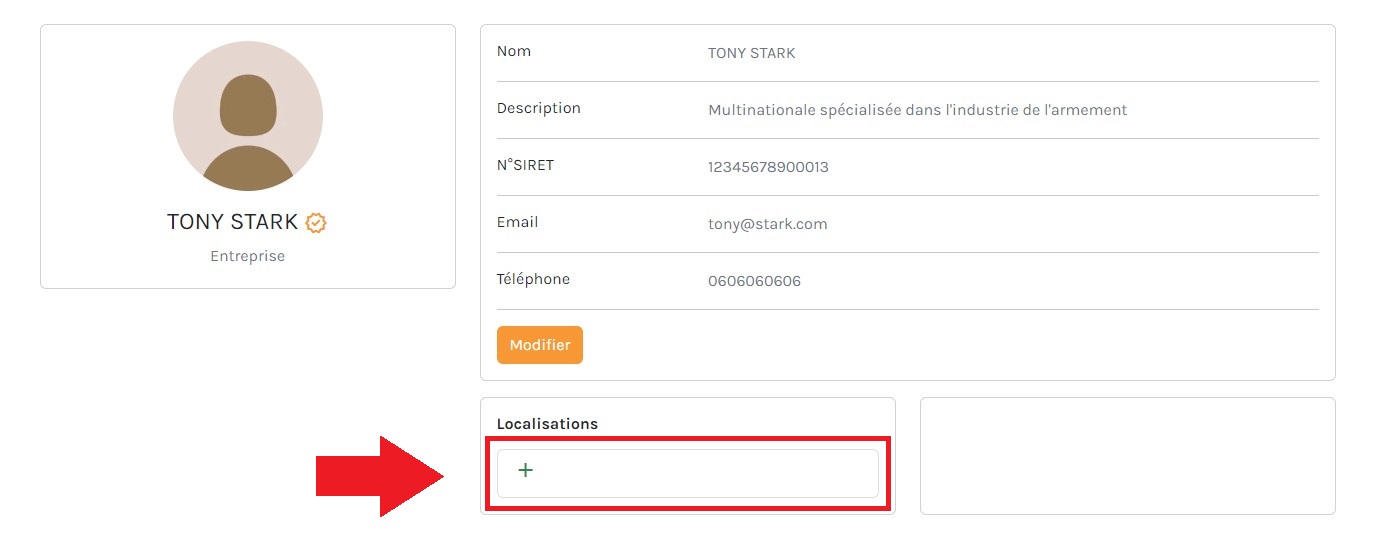 TONY STARK
Entreprise
Nom TONY STARK
Description Multinationale spécialisée dans l'industrie de l'armement
N°SIRET 12345678900013
Email tony@stark.com
Téléphone 0606060606
Modifier
Localisations
+